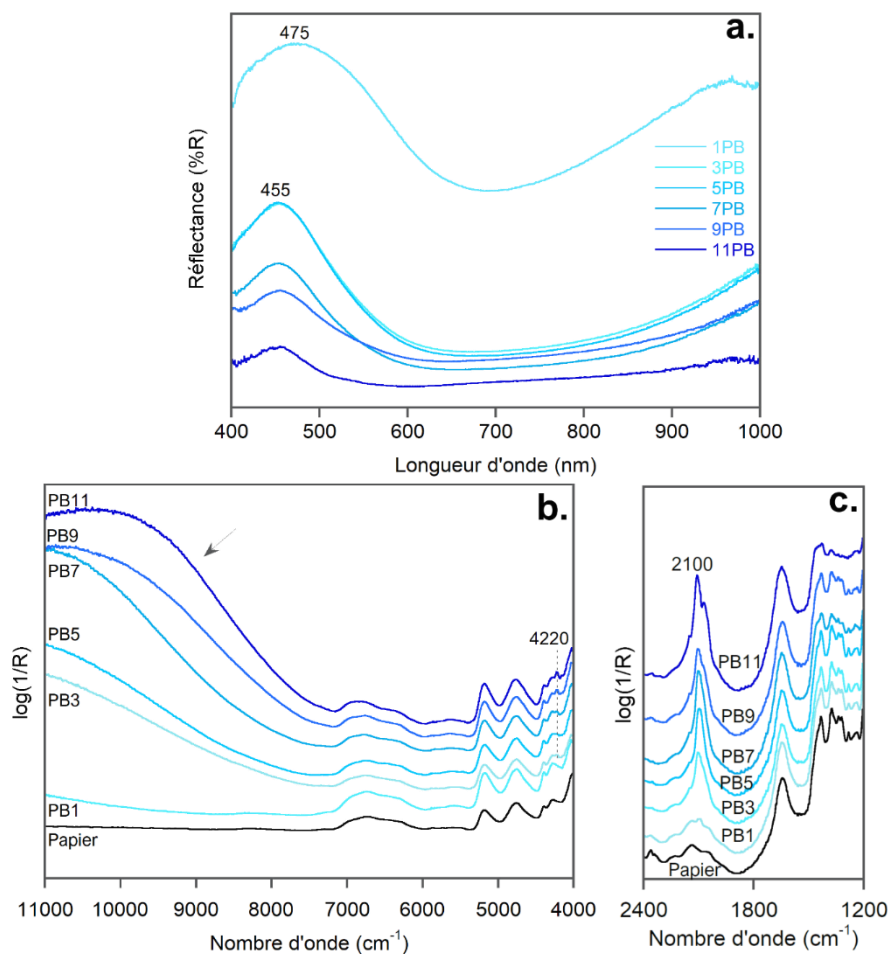 a.
475
455
1PB
3PB
5PB
7PB
9PB
11PB
Réflectance (%R)
400 500 600 700 800 900 1000
Longueur d'onde (nm)
b.
PB11
PB9
PB7
PB5
PB3
PB1
Papier
4220
log(1/R)
11000 10000 9000 8000 7000 6000 5000 4000
Nombre d'onde (cm⁻¹)
c.
2100
PB11
PB9
PB7
PB5
PB3
PB1
Papier
log(1/R)
2400 1800 1200
Nombre d'onde (cm⁻¹)